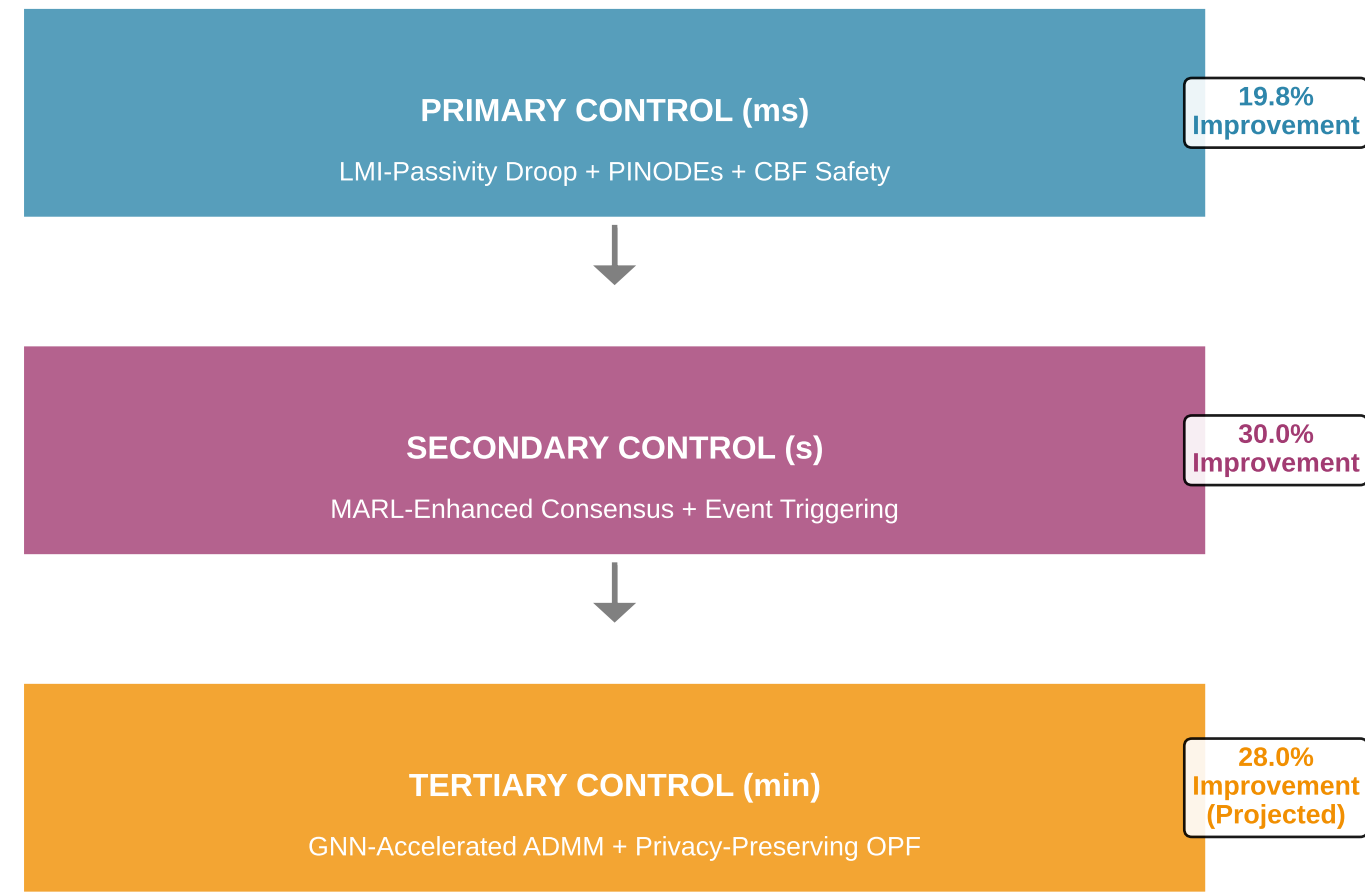 PRIMARY CONTROL (ms)
LMI-Passivity Droop + PINODEs + CBF Safety
19.8%
Improvement
SECONDARY CONTROL (s)
MARL-Enhanced Consensus + Event Triggering
30.0%
Improvement
TERTIARY CONTROL (min)
GNN-Accelerated ADMM + Privacy-Preserving OPF
28.0%
Improvement
(Projected)